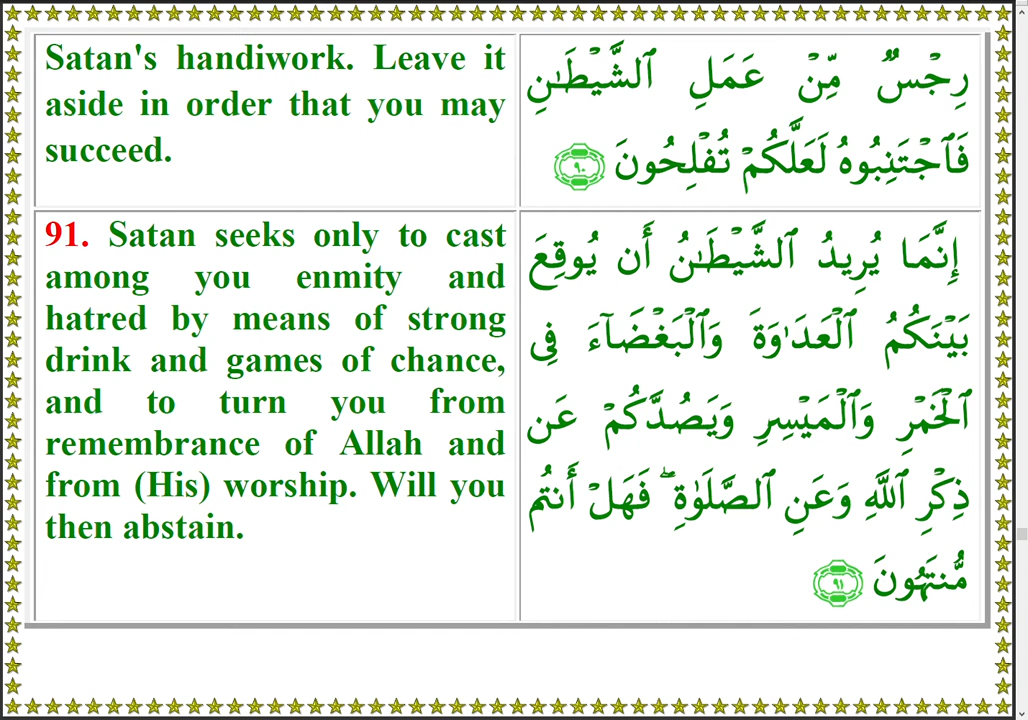 Satan's handiwork. Leave it
aside in order that you may
succeed.
رِجْسٌ مِّنْ عَمَلِ ٱلشَّيْطَٰنِ
فَٱجْتَنِبُوهُ لَعَلَّكُمْ تُفْلِحُونَ ٩٠
91. Satan seeks only to cast
among you enmity and
hatred by means of strong
drink and games of chance,
and to turn you from
remembrance of Allah and
from (His) worship. Will you
then abstain.
إِنَّمَا يُرِيدُ ٱلشَّيْطَٰنُ أَن يُوقِعَ
بَيْنَكُمُ ٱلْعَدَٰوَةَ وَٱلْبَغْضَآءَ فِى
ٱلْخَمْرِ وَٱلْمَيْسِرِ وَيَصُدَّكُمْ عَن
ذِكْرِ ٱللَّهِ وَعَنِ ٱلصَّلَوٰةِ ۖ فَهَلْ أَنتُم
مُّنتَهُونَ ٩١